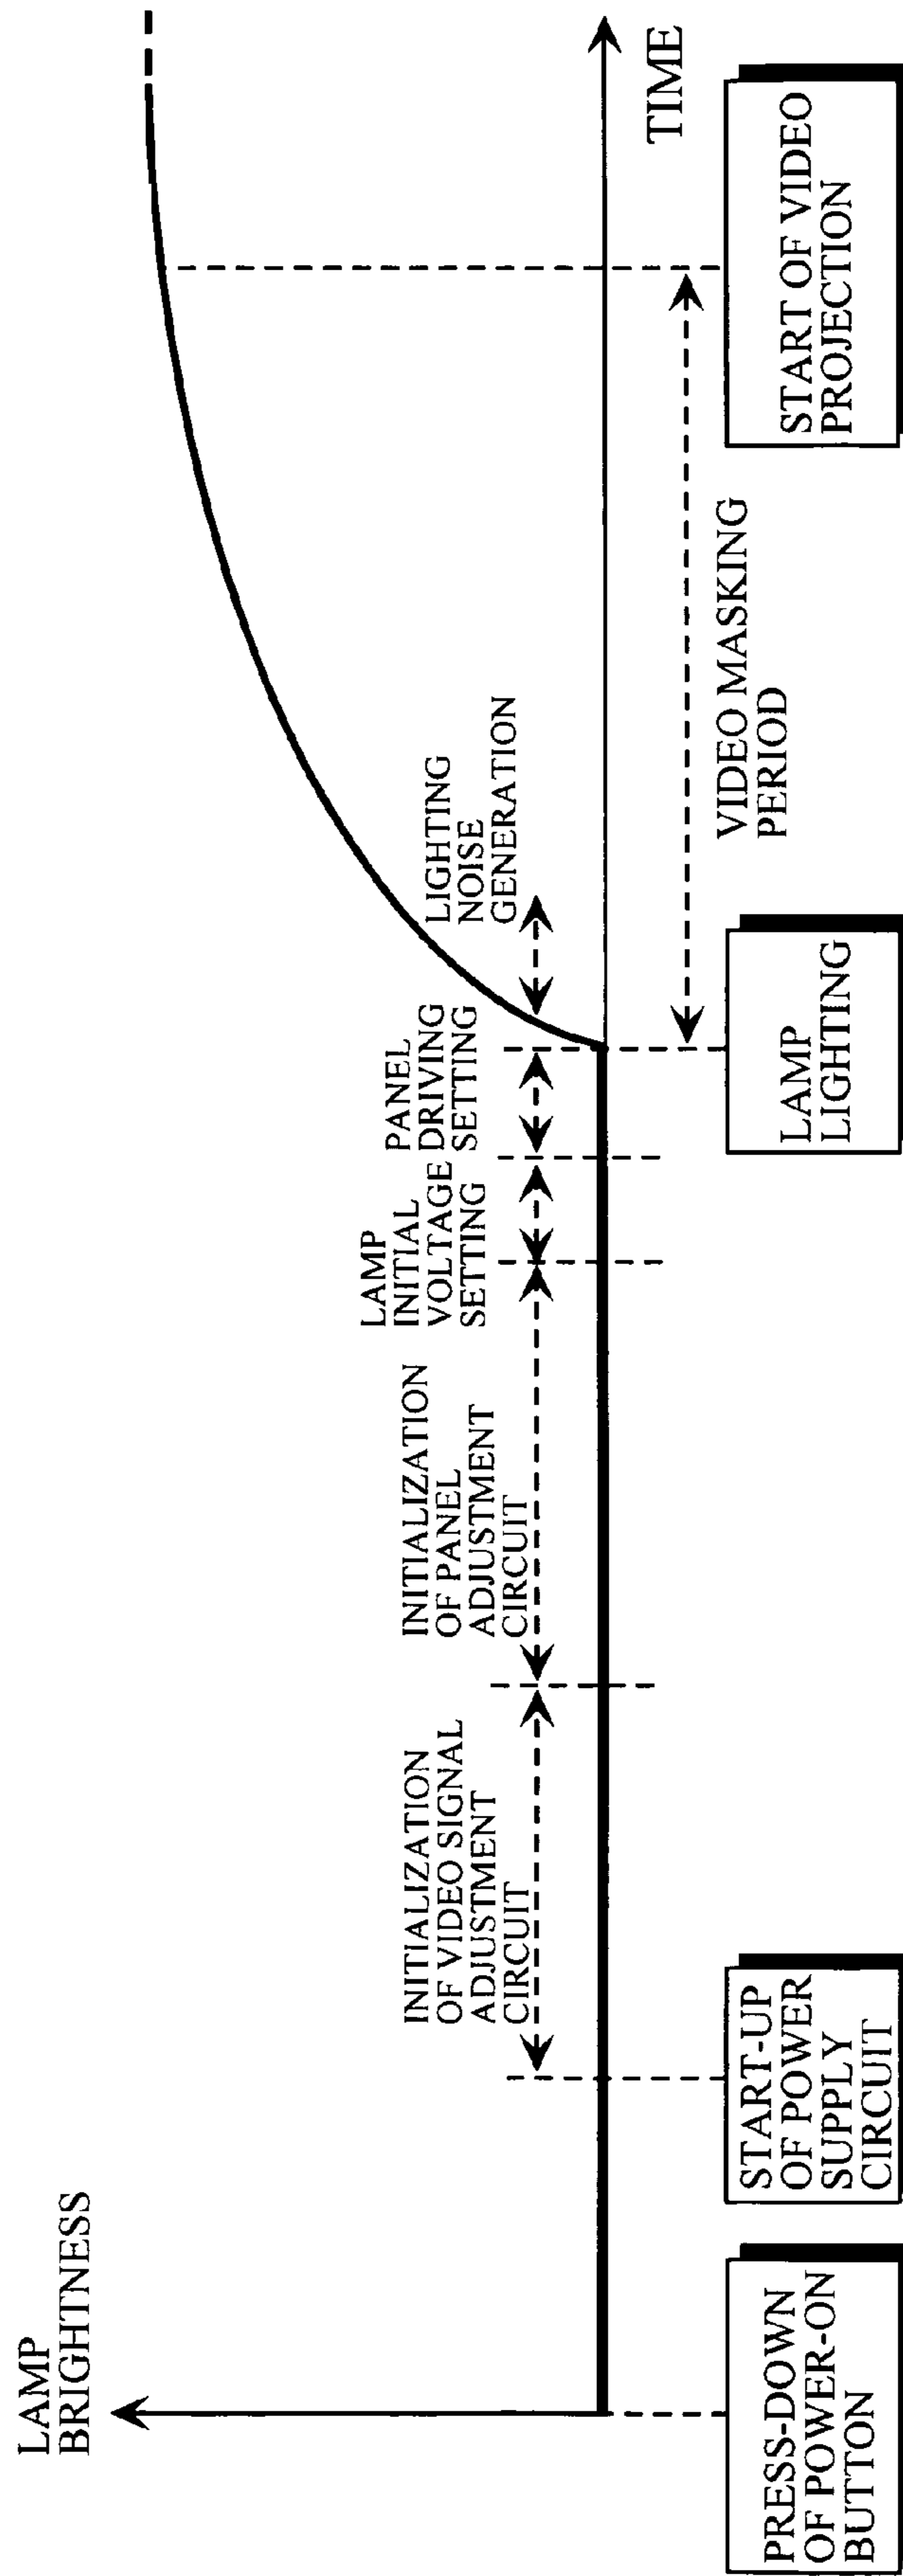 LAMP
BRIGHTNESS
INITIALIZATION
OF VIDEO SIGNAL
ADJUSTMENT
CIRCUIT
INITIALIZATION
OF PANEL
ADJUSTMENT
CIRCUIT
LAMP
INITIAL
VOLTAGE
SETTING
PANEL
DRIVING
SETTING
LIGHTING
NOISE
GENERATION
TIME
VIDEO MASKING
PERIOD
PRESS-DOWN
OF POWER-ON
BUTTON
START-UP
OF POWER
SUPPLY
CIRCUIT
LAMP
LIGHTING
START OF VIDEO
PROJECTION